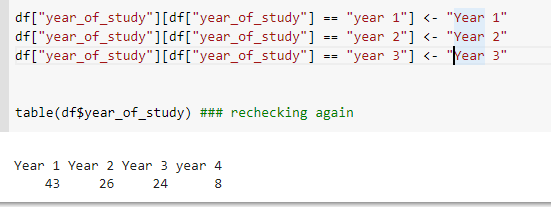 df["year_of_study"][df["year_of_study"] == "year 1"] <- "Year 1"
df["year_of_study"][df["year_of_study"] == "year 2"] <- "Year 2"
df["year_of_study"][df["year_of_study"] == "year 3"] <- "Year 3"
table(df$year_of_study) ### rechecking again
Year 1 Year 2 Year 3 year 4
43 26 24 8